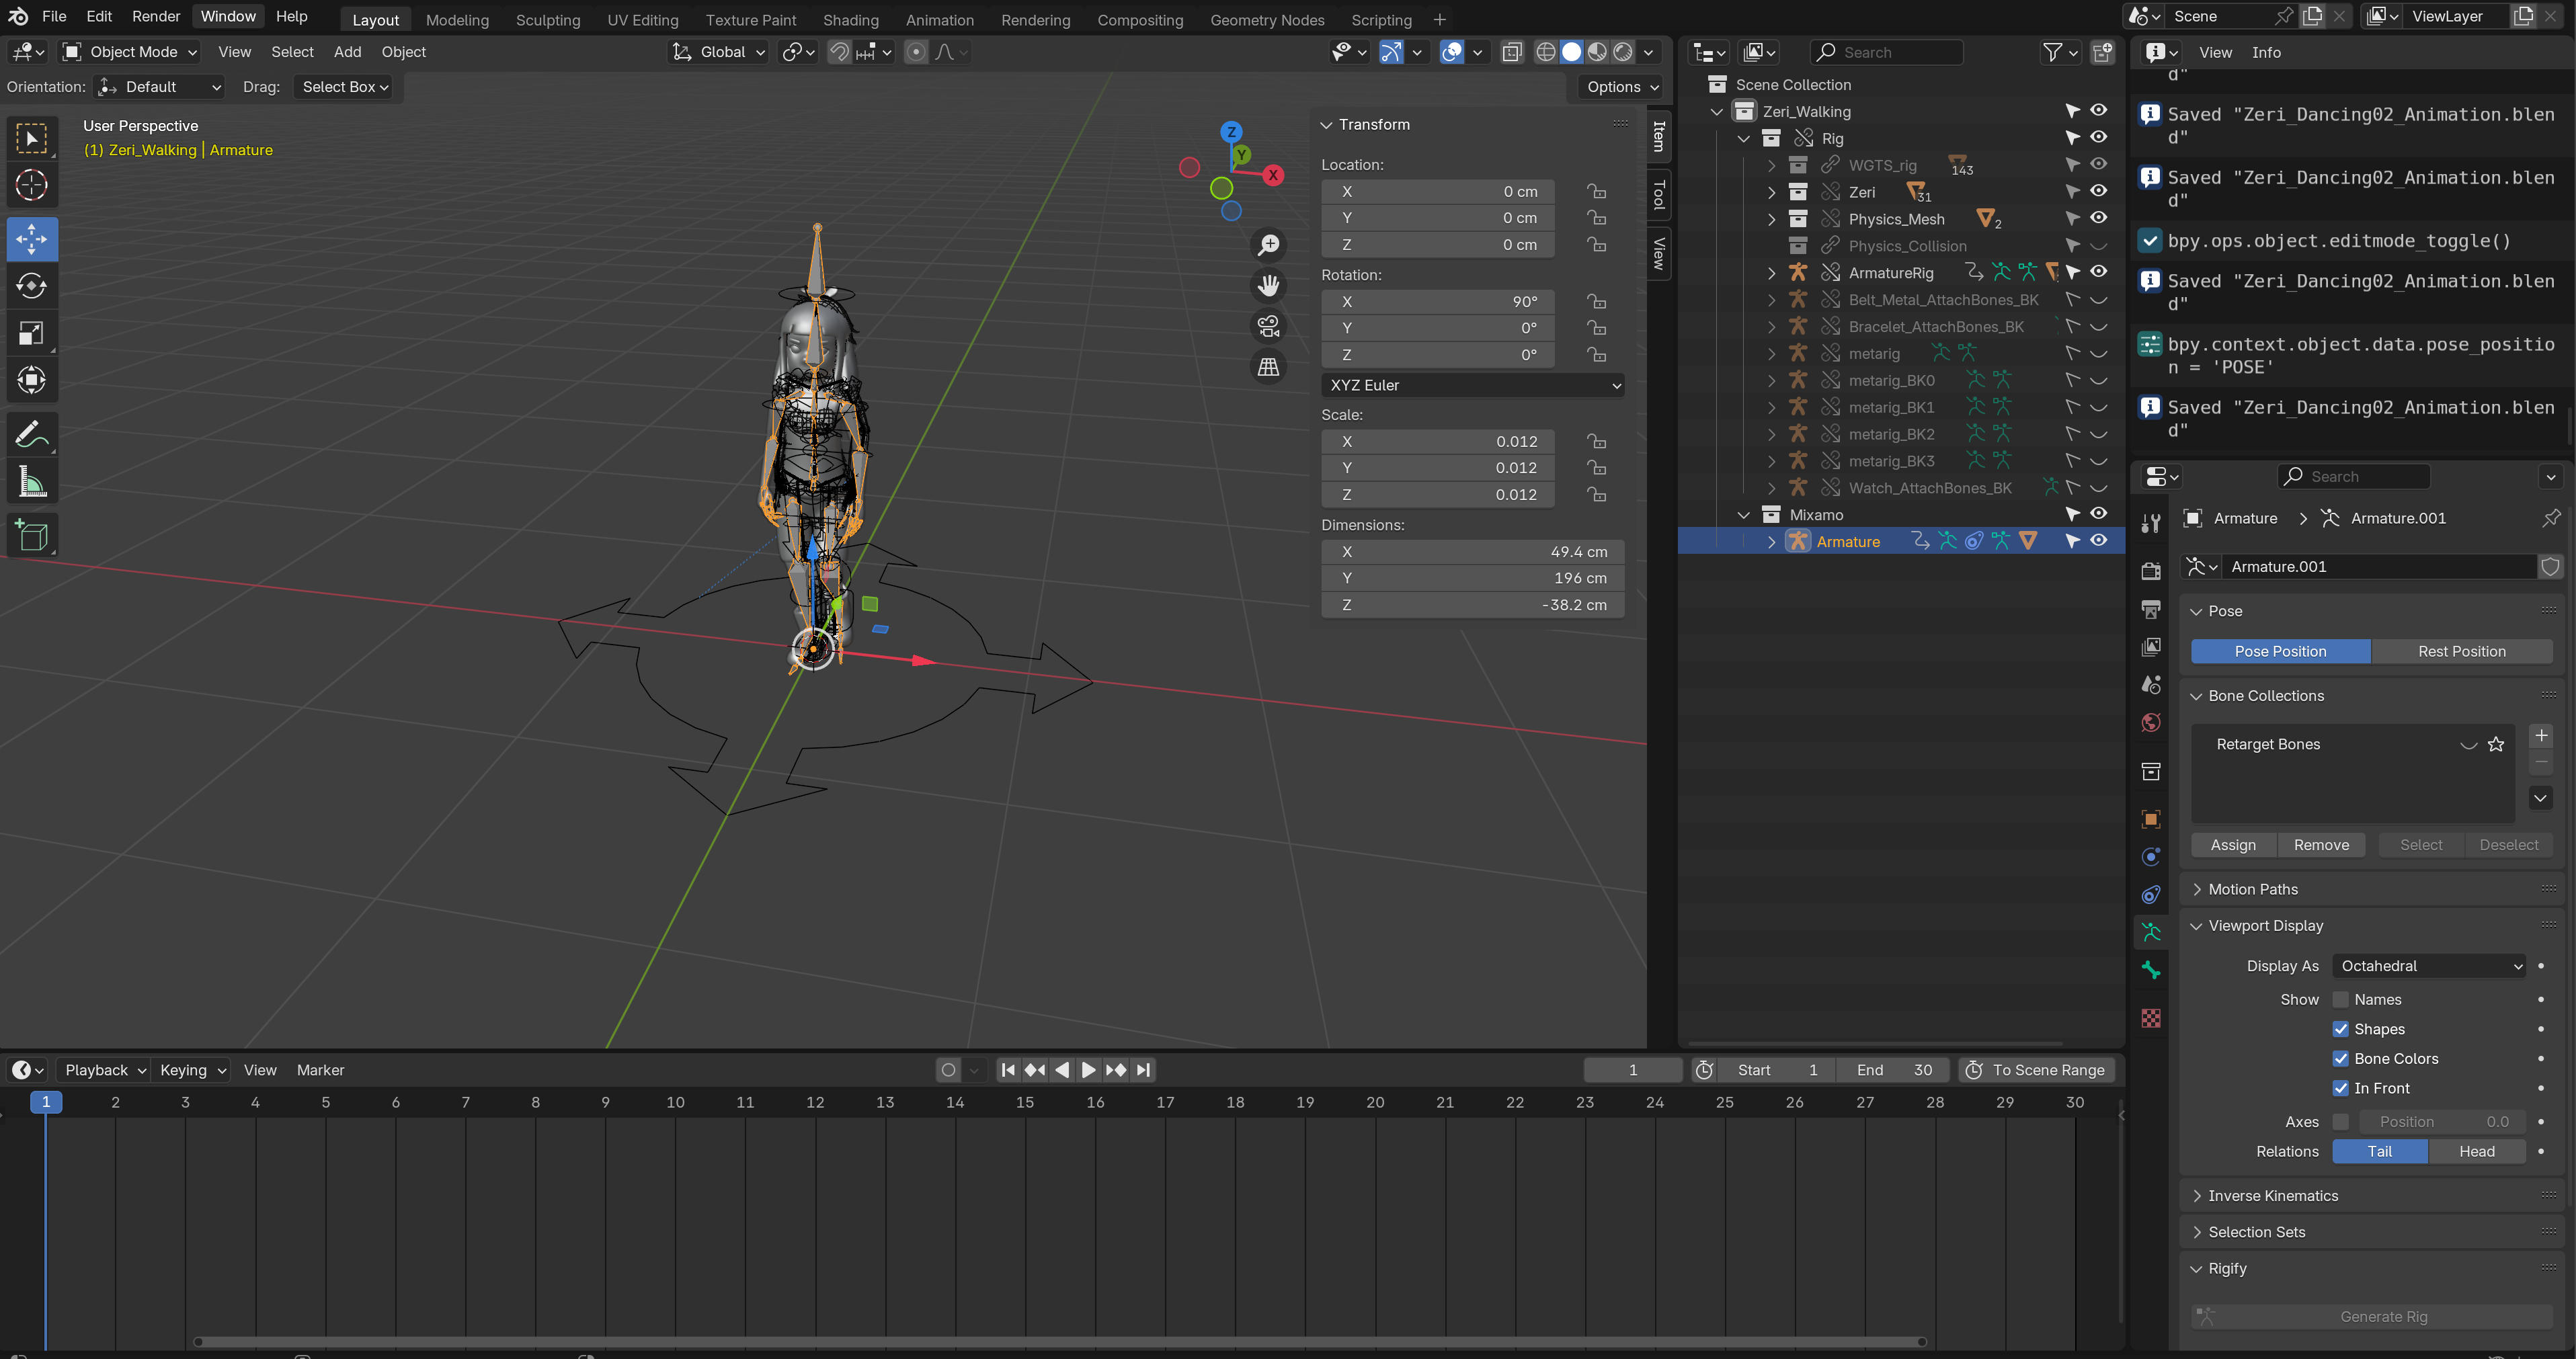 File Edit Render Window Help Layout Modeling Sculpting UV Editing Texture Paint Shading Animation Rendering Compositing Geometry Nodes Scripting + Scene ViewLayer
Object Mode View Select Add Object Global
Orientation: Default Drag: Select Box Options
User Perspective
(1) Zeri_Walking | Armature
Z
Y
X
Transform
Location:
X 0 cm
Y 0 cm
Z 0 cm
Rotation:
X 90°
Y 0°
Z 0°
XYZ Euler
Scale:
X 0.012
Y 0.012
Z 0.012
Dimensions:
X 49.4 cm
Y 196 cm
Z -38.2 cm
Item
Tool
View
Search
Scene Collection
Zeri_Walking
Rig
WGTS_rig 143
Zeri 31
Physics_Mesh 2
Physics_Collision
ArmatureRig
Belt_Metal_AttachBones_BK
Bracelet_AttachBones_BK
metarig
metarig_BK0
metarig_BK1
metarig_BK2
metarig_BK3
Watch_AttachBones_BK
Mixamo
Armature
View Info
d"
Saved "Zeri_Dancing02_Animation.blen
d"
Saved "Zeri_Dancing02_Animation.blen
d"
bpy.ops.object.editmode_toggle()
Saved "Zeri_Dancing02_Animation.blen
d"
bpy.context.object.data.pose_positio
n = 'POSE'
Saved "Zeri_Dancing02_Animation.blen
d"
Search
Armature > Armature.001
Armature.001
Pose
Pose Position Rest Position
Bone Collections
Retarget Bones
Assign Remove Select Deselect
Motion Paths
Viewport Display
Display As Octahedral
Show Names
Shapes
Bone Colors
In Front
Axes Position 0.0
Relations Tail Head
Inverse Kinematics
Selection Sets
Rigify
Generate Rig
Playback Keying View Marker 1 Start 1 End 30 To Scene Range
1 2 3 4 5 6 7 8 9 10 11 12 13 14 15 16 17 18 19 20 21 22 23 24 25 26 27 28 29 30